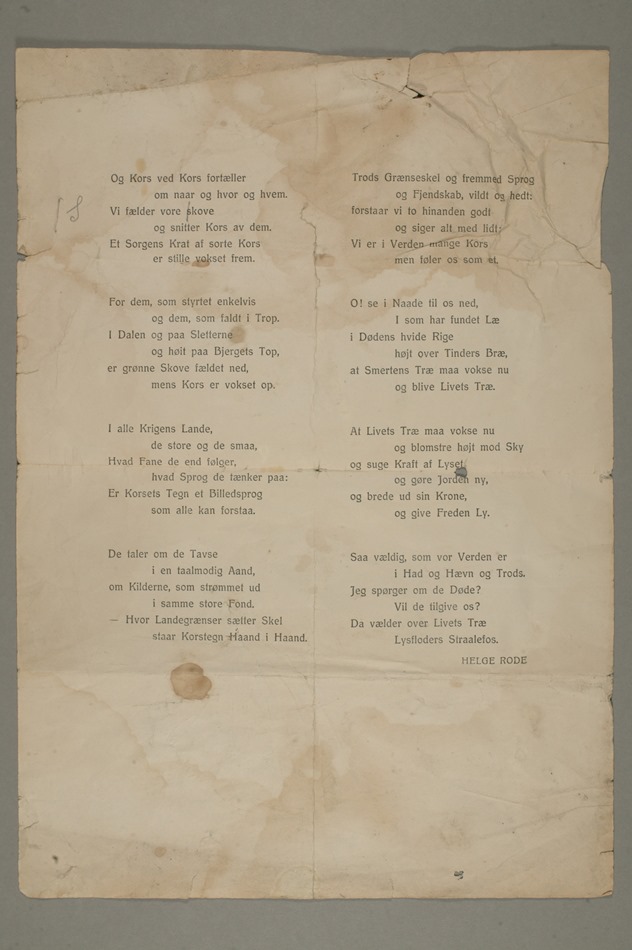 18
Og Kors ved Kors fortæller
om naar og hvor og hvem.
Vi fælder vore skove
og snitter Kors av dem.
Et Sorgens Krat af sorte Kors
er stille vokset frem.
For dem, som styrtet enkelvis
og dem, som faldt i Trop.
I Dalen og paa Sletterne
og høit paa Bjergets Top,
er grønne Skove fældet ned,
mens Kors er vokset op.
I alle Krigens Lande,
de store og de smaa,
Hvad Fane de end følger,
hvad Sprog de tænker paa:
Er Korsets Tegn et Billedsprog
som alle kan forstaa.
De taler om de Tavse
i en taalmodig Aand,
om Kilderne, som strømmet ud
i samme store Fond.
— Hvor Landegrænser sætter Skel
staar Korstegn Haand i Haand.
Trods Grænseskel og fremmed Sprog
og Fjendskab, vildt og hedt:
forstaar vi to hinanden godt
og siger alt med lidt:
Vi er i Verden mange Kors
men føler os som et.
O! se i Naade til os ned,
I som har fundet Læ
i Dødens hvide Rige
højt over Tinders Bræ,
at Smertens Træ maa vokse nu
og blive Livets Træ.
At Livets Træ maa vokse nu
og blomstre højt mod Sky
og suge Kraft af Lyset
og gøre Jorden ny,
og brede ud sin Krone,
og give Freden Ly.
Saa vældig, som vor Verden er
i Had og Hævn og Trods.
Jeg spørger om de Døde?
Vil de tilgive os?
Da vælder over Livets Træ
Lysfloders Straalefos.
HELGE RODE